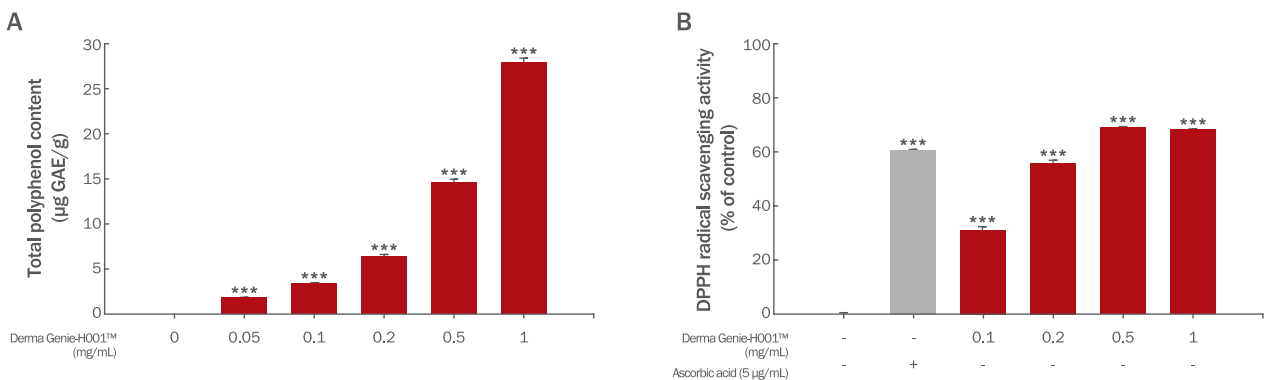 A
Total polyphenol content
(µg GAE/g)
30
25
20
15
10
5
0
***
***
***
***
***
Derma Genie-H001™
(mg/mL)
0 0.05 0.1 0.2 0.5 1
B
DPPH radical scavenging activity
(% of control)
100
80
60
40
20
0
***
***
***
***
***
Derma Genie-H001™
(mg/mL)
- - 0.1 0.2 0.5 1
Ascorbic acid (5 µg/mL) - + - - - -